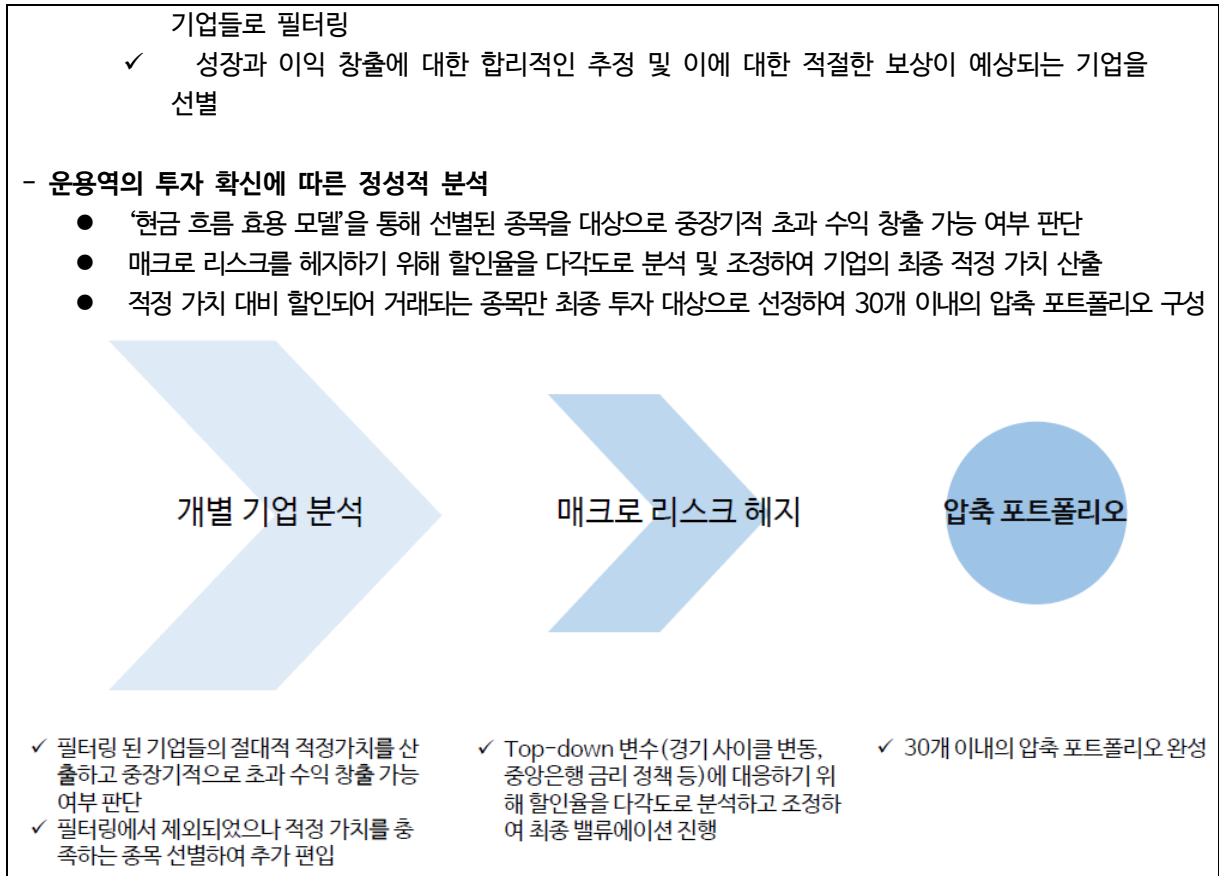 기업들로 필터링
✓ 성장과 이익 창출에 대한 합리적인 추정 및 이에 대한 적절한 보상이 예상되는 기업을
선별
- 운용역의 투자 확신에 따른 정성적 분석
● ‘현금 흐름 효용 모델’을 통해 선별된 종목을 대상으로 중장기적 초과 수익 창출 가능 여부 판단
● 매크로 리스크를 헤지하기 위해 할인율을 다각도로 분석 및 조정하여 기업의 최종 적정 가치 산출
● 적정 가치 대비 할인되어 거래되는 종목만 최종 투자 대상으로 선정하여 30개 이내의 압축 포트폴리오 구성
개별 기업 분석
매크로 리스크 헤지
압축 포트폴리오
✓ 필터링 된 기업들의 절대적 적정가치를 산
출하고 중장기적으로 초과 수익 창출 가능
여부 판단
✓ 필터링에서 제외되었으나 적정 가치를 충
족하는 종목 선별하여 추가 편입
✓ Top-down 변수(경기 사이클 변동,
중앙은행 금리 정책 등)에 대응하기 위
해 할인율을 다각도로 분석하고 조정하
여 최종 밸류에이션 진행
✓ 30개 이내의 압축 포트폴리오 완성